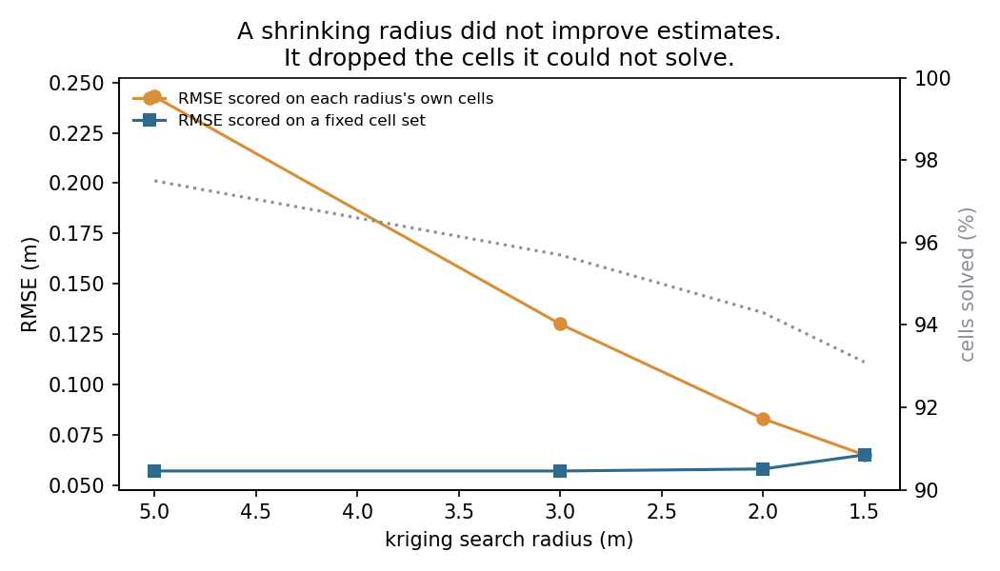 A shrinking radius did not improve estimates.
It dropped the cells it could not solve.
RMSE scored on each radius's own cells
RMSE scored on a fixed cell set
RMSE (m)
0.250
0.225
0.200
0.175
0.150
0.125
0.100
0.075
0.050
100
98
96
94
92
90
cells solved (%)
5.0 4.5 4.0 3.5 3.0 2.5 2.0 1.5
kriging search radius (m)